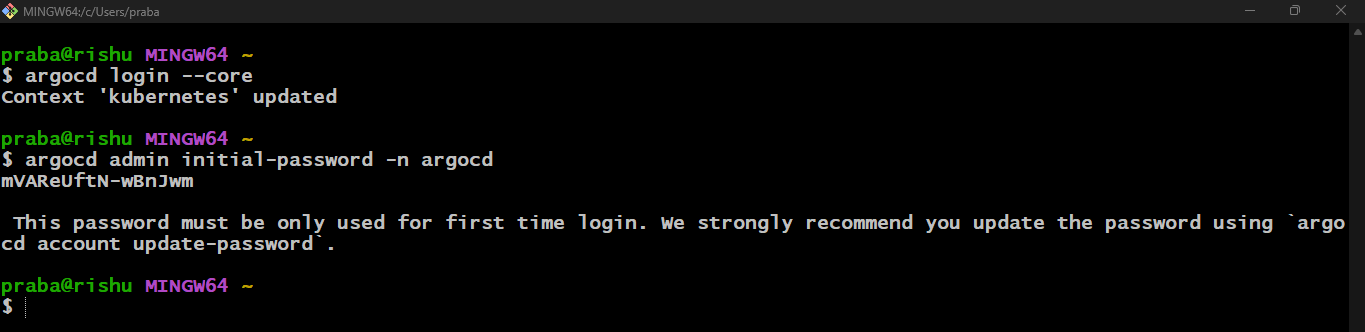 MINGW64:/c/Users/praba
praba@rishu MINGW64 ~
$ argocd login --core
Context 'kubernetes' updated
praba@rishu MINGW64 ~
$ argocd admin initial-password -n argocd
mVAReUftN-wBnJwm
This password must be only used for first time login. We strongly recommend you update the password using `argo
cd account update-password`.
praba@rishu MINGW64 ~
$